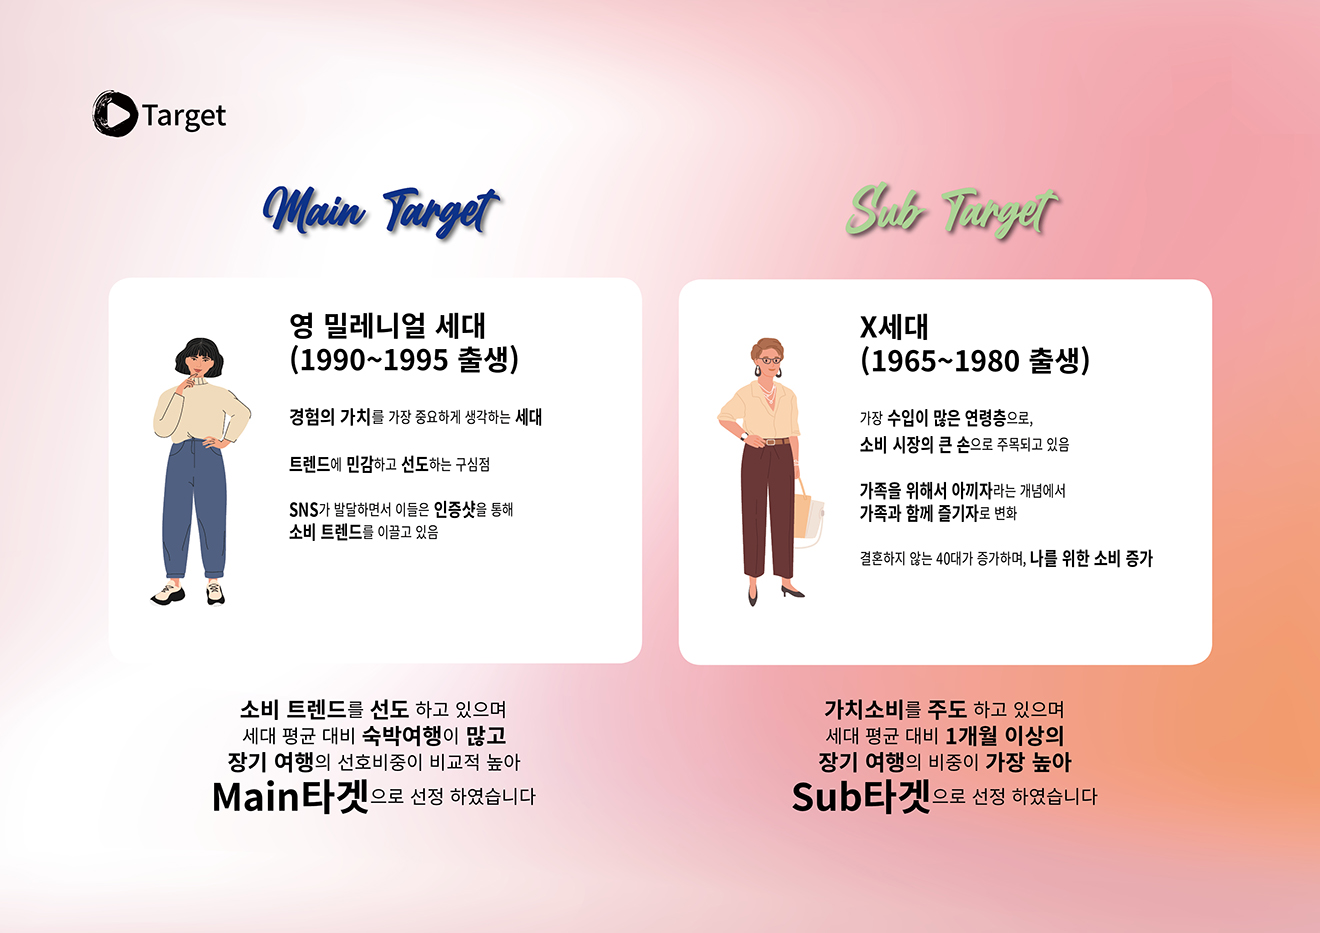 Target
Main Target
영 밀레니얼 세대
(1990~1995 출생)
경험의 가치를 가장 중요하게 생각하는 세대
트렌드에 민감하고 선도하는 구심점
SNS가 발달하면서 이들은 인증샷을 통해
소비 트렌드를 이끌고 있음
소비 트렌드를 선도 하고 있으며
세대 평균 대비 숙박여행이 많고
장기 여행의 선호비중이 비교적 높아
Main타겟으로 선정 하였습니다
Sub Target
X세대
(1965~1980 출생)
가장 수입이 많은 연령층으로,
소비 시장의 큰 손으로 주목되고 있음
가족을 위해서 아끼자라는 개념에서
가족과 함께 즐기자로 변화
결혼하지 않는 40대가 증가하며, 나를 위한 소비 증가
가치소비를 주도 하고 있으며
세대 평균 대비 1개월 이상의
장기 여행의 비중이 가장 높아
Sub타겟으로 선정 하였습니다